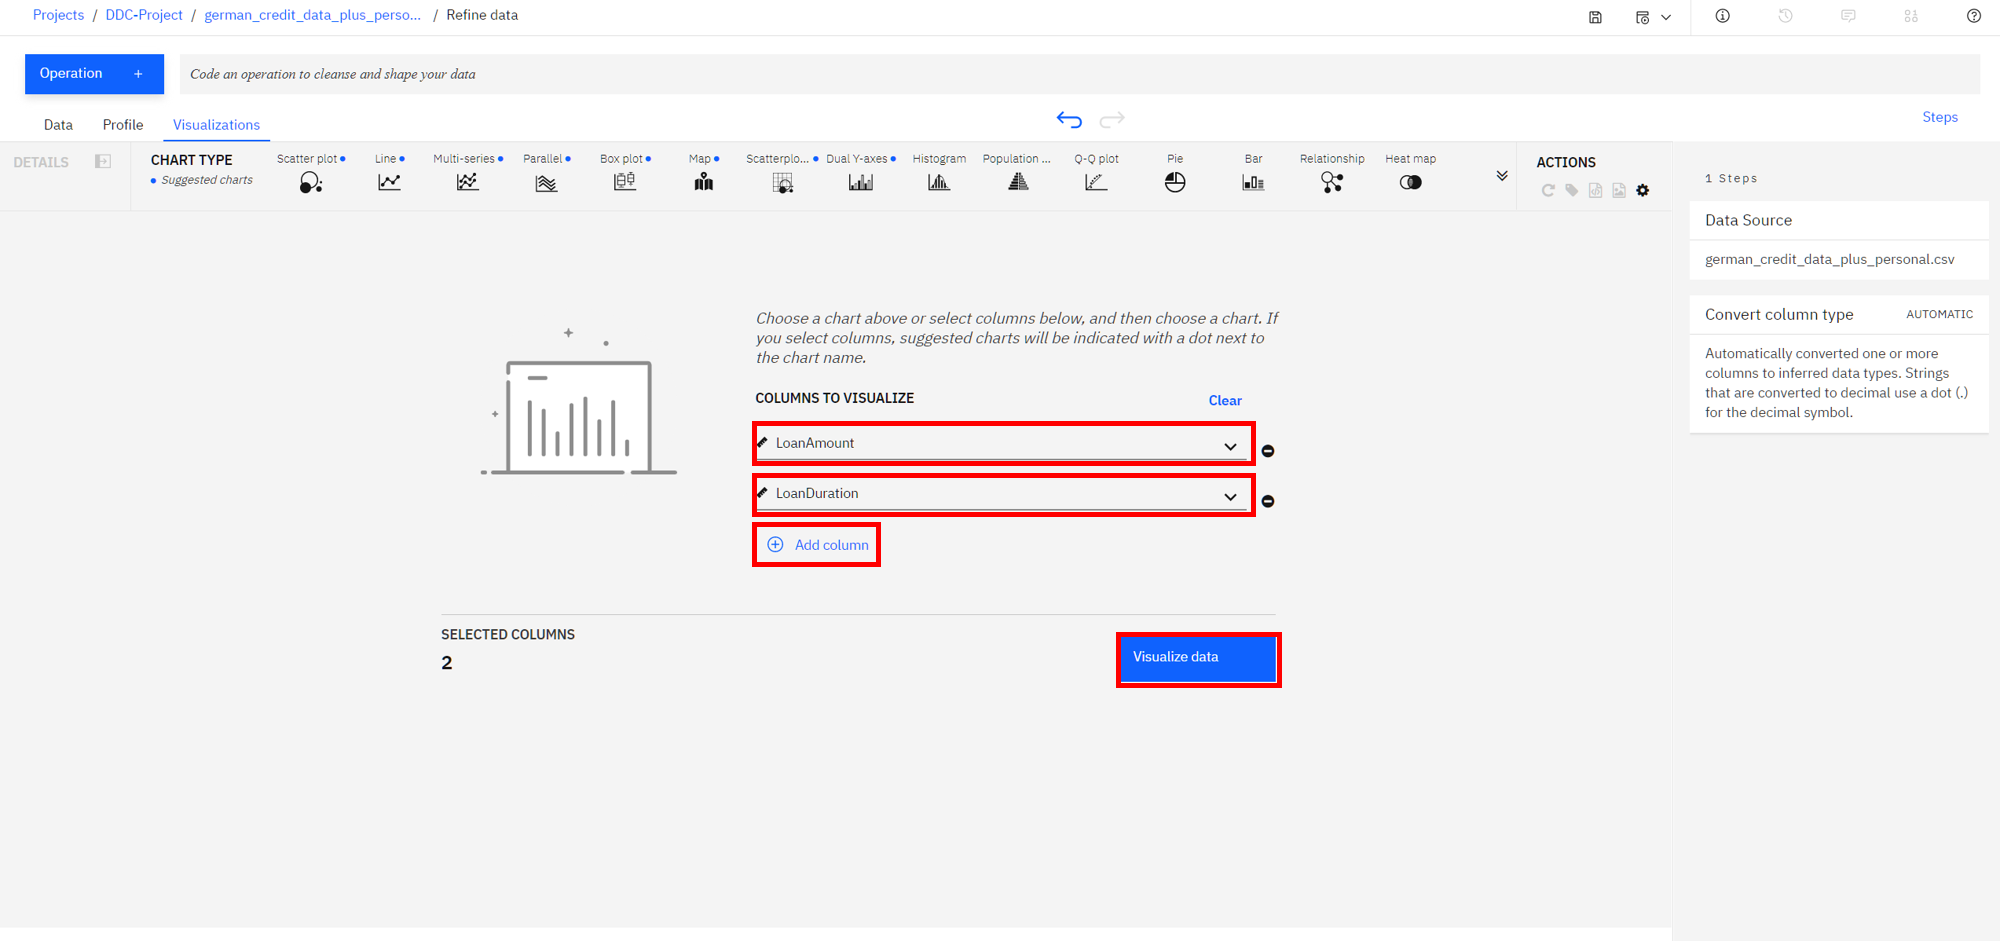 Projects / DDC-Project / german_credit_data_plus_perso... / Refine data
Operation +
Code an operation to cleanse and shape your data
Data Profile Visualizations
Steps
DETAILS
CHART TYPE
Suggested charts
Scatter plot
Line
Multi-series
Parallel
Box plot
Map
Scatterplo...
Dual Y-axes
Histogram
Population ...
Q-Q plot
Pie
Bar
Relationship
Heat map
ACTIONS
1 Steps
Data Source
german_credit_data_plus_personal.csv
Convert column type AUTOMATIC
Automatically converted one or more
columns to inferred data types. Strings
that are converted to decimal use a dot (.)
for the decimal symbol.
Choose a chart above or select columns below, and then choose a chart. If
you select columns, suggested charts will be indicated with a dot next to
the chart name.
COLUMNS TO VISUALIZE
Clear
LoanAmount
LoanDuration
Add column
SELECTED COLUMNS
2
Visualize data